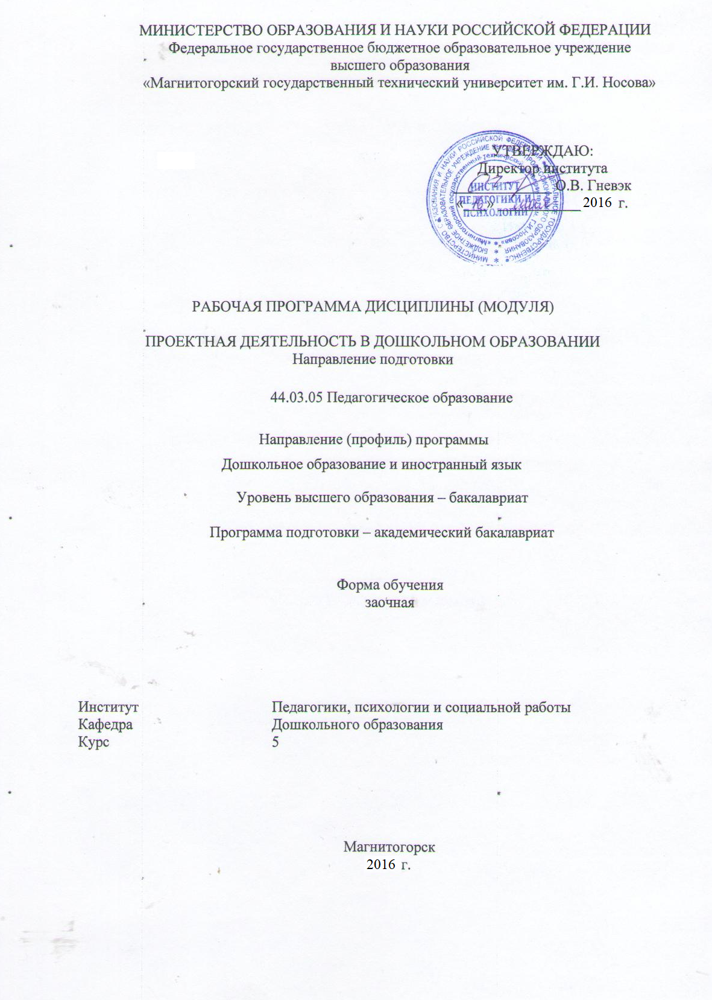 МИНИСТЕРСТВО ОБРАЗОВАНИЯ И НАУКИ РОССИЙСКОЙ ФЕДЕРАЦИИ
Федеральное государственное бюджетное образовательное учреждение
высшего образования
«Магнитогорский государственный технический университет им. Г.И. Носова»
УТВЕРЖДАЮ:
Директор института
О.В. Гневэк
« » 2016 г.
ИНСТИТУТ
ПЕДАГОГИКИ И
ПСИХОЛОГИИ
РАБОЧАЯ ПРОГРАММА ДИСЦИПЛИНЫ (МОДУЛЯ)
ПРОЕКТНАЯ ДЕЯТЕЛЬНОСТЬ В ДОШКОЛЬНОМ ОБРАЗОВАНИИ
Направление подготовки
44.03.05 Педагогическое образование
Направление (профиль) программы
Дошкольное образование и иностранный язык
Уровень высшего образования – бакалавриат
Программа подготовки – академический бакалавриат
Форма обучения
заочная
Институт Педагогики, психологии и социальной работы
Кафедра Дошкольного образования
Курс 5
Магнитогорск
2016 г.